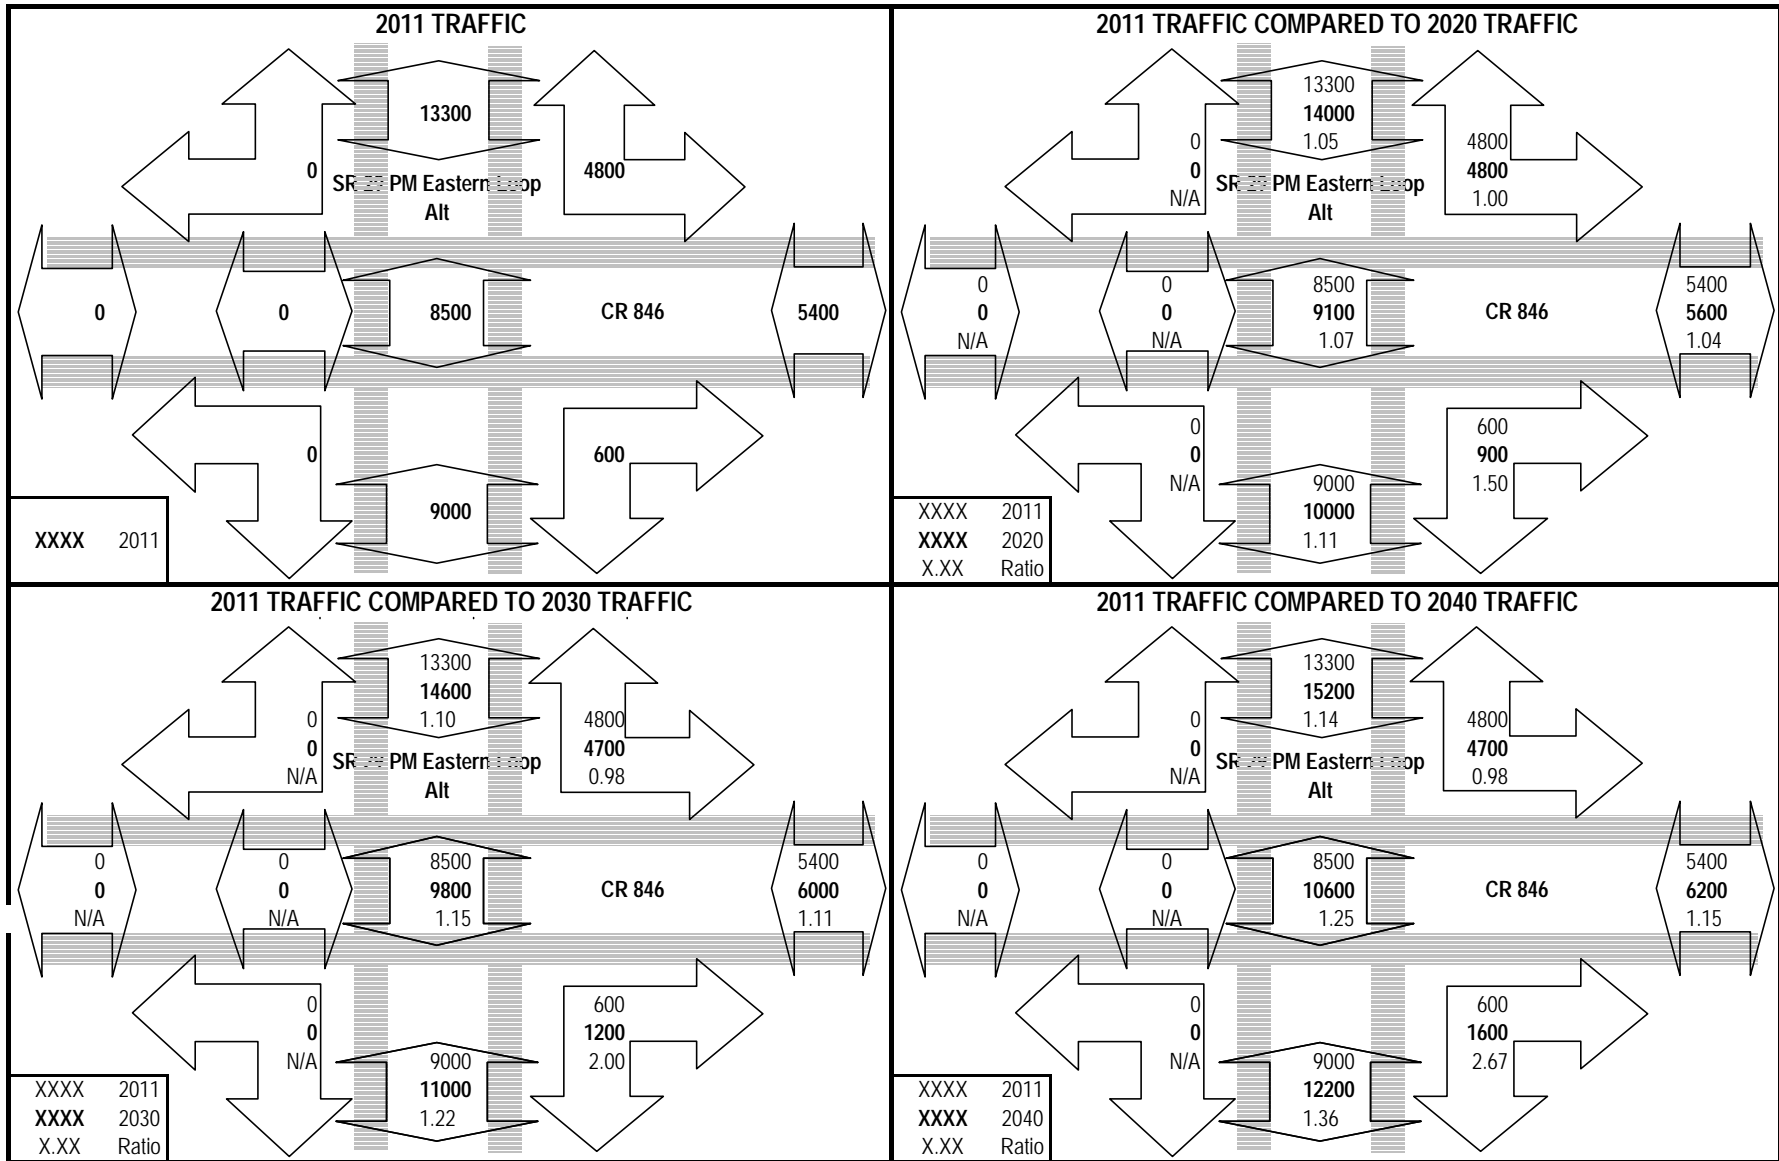 2011 TRAFFIC
13300
0
4800
SR PM Eastern
Alt
0
0
8500
CR 846
5400
0
600
9000
XXXX 2011
2011 TRAFFIC COMPARED TO 2020 TRAFFIC
13300
14000
1.05
0
0
N/A
4800
4800
1.00
SR PM Eastern
Alt
0
0
N/A
0
0
N/A
8500
9100
1.07
CR 846
5400
5600
1.04
0
0
N/A
600
900
1.50
9000
10000
1.11
XXXX 2011
XXXX 2020
X.XX Ratio
2011 TRAFFIC COMPARED TO 2030 TRAFFIC
13300
14600
1.10
0
0
N/A
4800
4700
0.98
SR PM Eastern
Alt
0
0
N/A
0
0
N/A
8500
9800
1.15
CR 846
5400
6000
1.11
0
0
N/A
600
1200
2.00
9000
11000
1.22
XXXX 2011
XXXX 2030
X.XX Ratio
2011 TRAFFIC COMPARED TO 2040 TRAFFIC
13300
15200
1.14
0
0
N/A
4800
4700
0.98
SR PM Eastern
Alt
0
0
N/A
0
0
N/A
8500
10600
1.25
CR 846
5400
6200
1.15
0
0
N/A
600
1600
2.67
9000
12200
1.36
XXXX 2011
XXXX 2040
X.XX Ratio